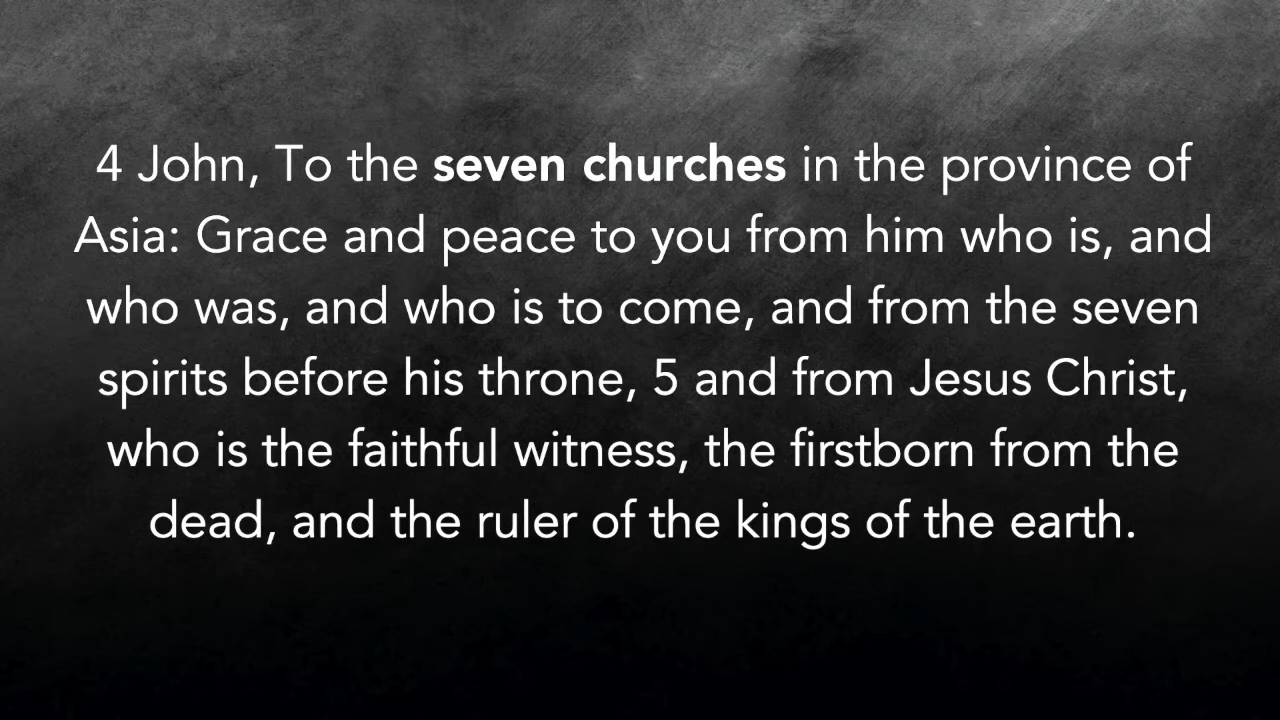 4 John, To the seven churches in the province of
Asia: Grace and peace to you from him who is, and
who was, and who is to come, and from the seven
spirits before his throne, 5 and from Jesus Christ,
who is the faithful witness, the firstborn from the
dead, and the ruler of the kings of the earth.